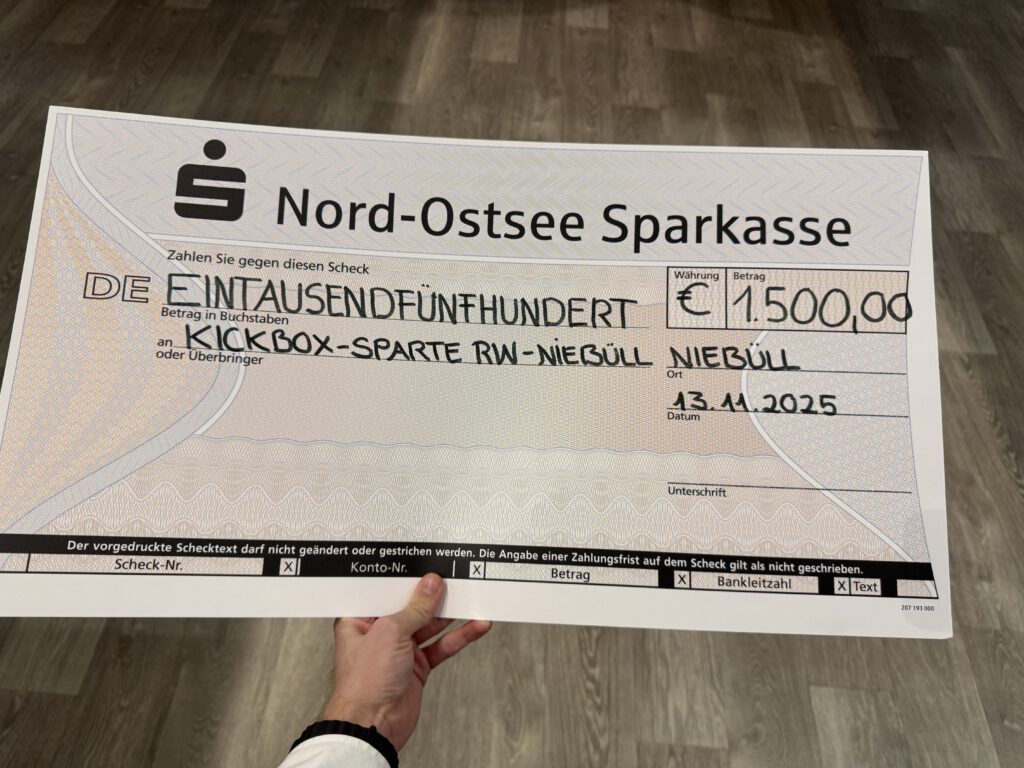 Nord-Ostsee Sparkasse
Zahlen Sie gegen diesen Scheck
Währung Betrag
DE EINTAUSENDFÜNFHUNDERT € 1.500,00
Betrag in Buchstaben
an KICKBOX-SPARTE RW-NIEBÜLL NIEBÜLL
oder Überbringer Ort
13.11.2025
Datum
Unterschrift
Der vorgedruckte Schecktext darf nicht geändert oder gestrichen werden. Die Angabe einer Zahlungsfrist auf dem Scheck gilt als nicht geschrieben.
Scheck-Nr. X Konto-Nr. X Betrag X Bankleitzahl X Text
207 193 000